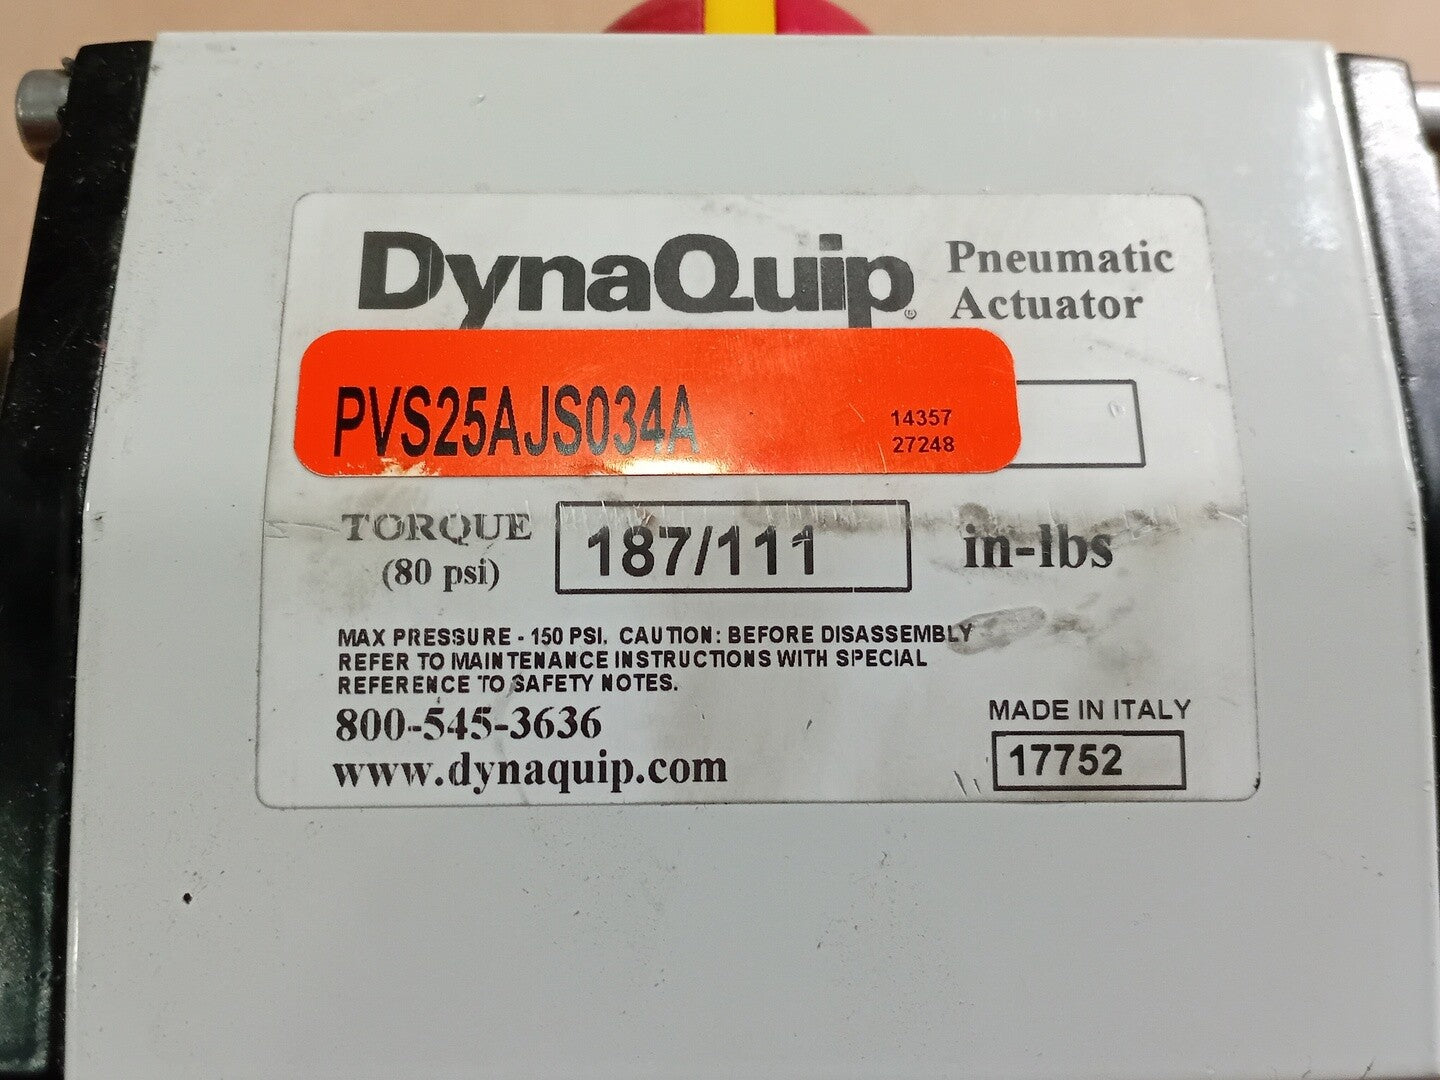 DynaQuip®
Pneumatic
Actuator
PVS25AJS034A
14357
27248
TORQUE
(80 psi)
187/111
in-lbs
MAX PRESSURE - 150 PSI. CAUTION: BEFORE DISASSEMBLY
REFER TO MAINTENANCE INSTRUCTIONS WITH SPECIAL
REFERENCE TO SAFETY NOTES.
800-545-3636
www.dynaquip.com
MADE IN ITALY
17752